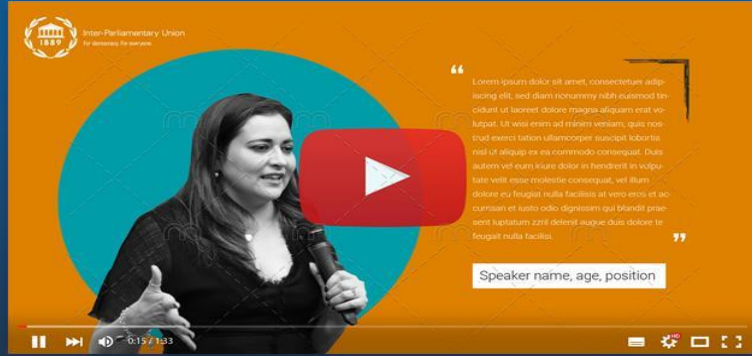 Inter-Parliamentary Union
For democracy. For everyone.
1889
“
Lorem ipsum dolor sit amet, consectetuer adip-
iscing elit, sed diam nonummy nibh euismod tin-
cidunt ut laoreet dolore magna aliquam erat vo-
lutpat. Ut wisi enim ad minim veniam, quis nos-
trud exerci tation ullamcorper suscipit lobortis
nisl ut aliquip ex ea commodo consequat. Duis
autem vel eum iriure dolor in hendrerit in vulpu-
tate velit esse molestie consequat, vel illum
dolore eu feugiat nulla facilisis at vero eros et ac-
cumsan et iusto odio dignissim qui blandit prae-
sent luptatum zzril delenit augue duis dolore te
feugait nulla facilisi.
”
Speaker name, age, position
0:15 / 1:33
HD